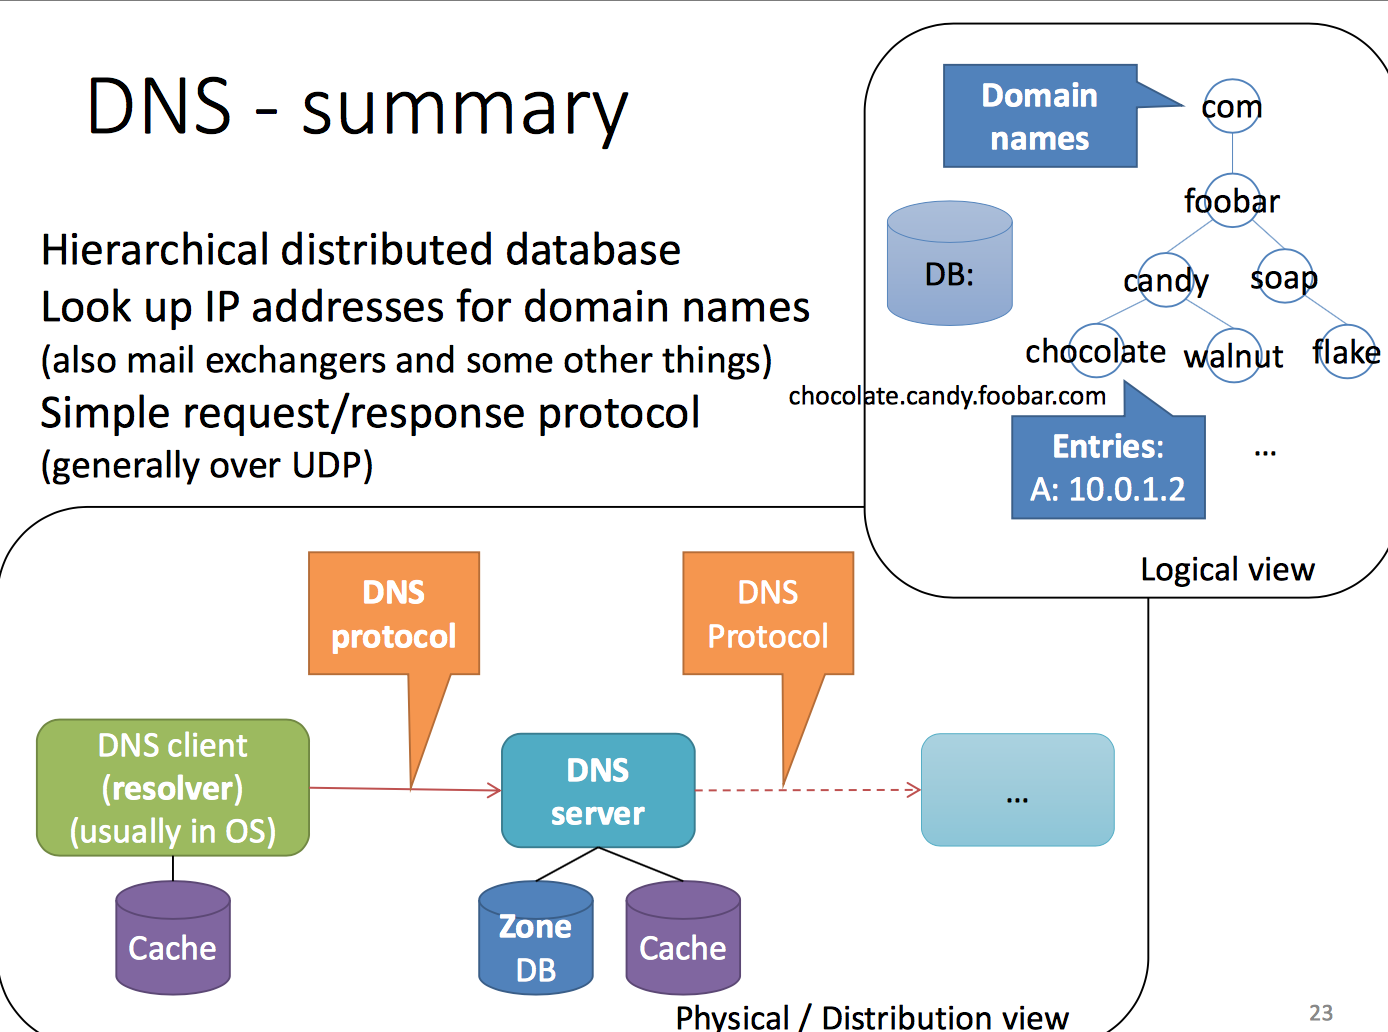 DNS - summary
Hierarchical distributed database
Look up IP addresses for domain names
(also mail exchangers and some other things)
Simple request/response protocol
(generally over UDP)
Domain
names
com
foobar
DB:
candy
soap
chocolate
walnut
flake
chocolate.candy.foobar.com
Entries:
A: 10.0.1.2
...
Logical view
DNS
protocol
DNS
Protocol
DNS client
(resolver)
(usually in OS)
DNS
server
...
Cache
Zone
DB
Cache
Physical / Distribution view
23